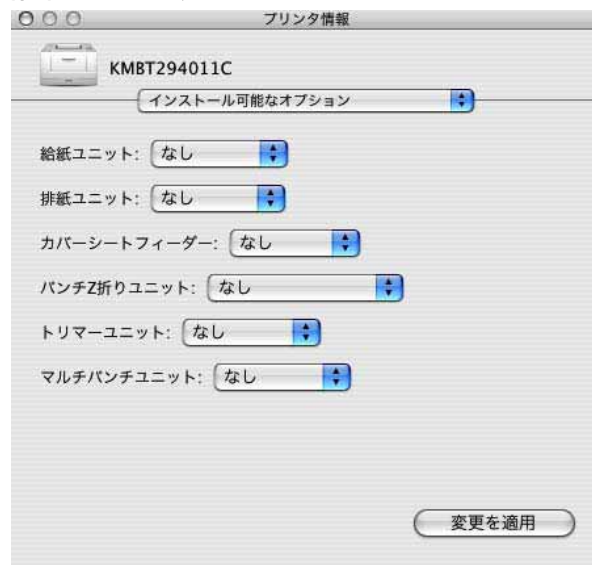 プリンタ情報
KMBT294011C
インストール可能なオプション
給紙ユニット: なし
排紙ユニット: なし
カバーシートフィーダー: なし
パンチZ折りユニット: なし
トリマーユニット: なし
マルチパンチユニット: なし
変更を適用